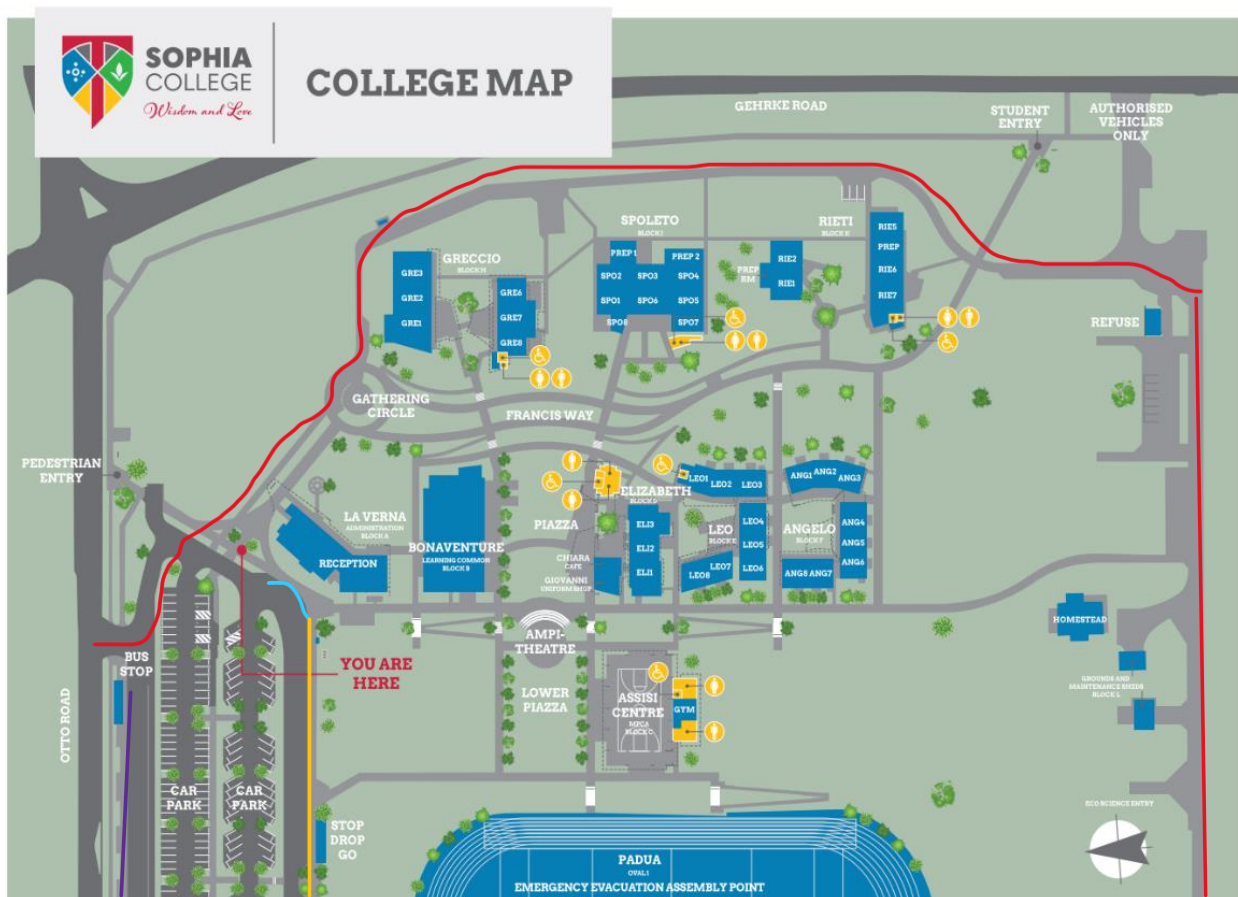 SOPHIA
COLLEGE
Wisdom and Love
COLLEGE MAP
GEHRKE ROAD
STUDENT
ENTRY
AUTHORISED
VEHICLES
ONLY
SPOLETO
BLOCK I
RIETI
BLOCK K
GRECCIO
BLOCK H
GRE3
GRE2
GRE1
GRE6
GRE7
GRE8
PREP 1
PREP 2
SPO2
SPO3
SPO4
SPO1
SPO6
SPO5
SPO8
SPO7
PREP
RM
RIE2
RIE1
RIE5
PREP
RIE6
RIE7
REFUSE
GATHERING
CIRCLE
FRANCIS WAY
PEDESTRIAN
ENTRY
LA VERNA
ADMINISTRATION
BLOCK A
RECEPTION
BONAVENTURE
LEARNING COMMON
BLOCK B
PIAZZA
ELIZABETH
BLOCK D
ELI3
ELI2
ELI1
CHIARA
CAFE
GIOVANNI
UNIFORM SHOP
LEO1
LEO2
LEO3
LEO
BLOCK E
LEO4
LEO5
LEO6
LEO7
LEO8
ANG1
ANG2
ANG3
ANGELO
BLOCK F
ANG4
ANG5
ANG6
ANG8
ANG7
HOMESTEAD
GROUNDS AND
MAINTENANCE SHEDS
BLOCK L
AMPI-
THEATRE
LOWER
PIAZZA
ASSISI
CENTRE
MPCA
BLOCK C
GYM
YOU ARE
HERE
BUS
STOP
OTTO ROAD
CAR
PARK
CAR
PARK
STOP
DROP
GO
ECO SCIENCE ENTRY
PADUA
OVAL 1
EMERGENCY EVACUATION ASSEMBLY POINT